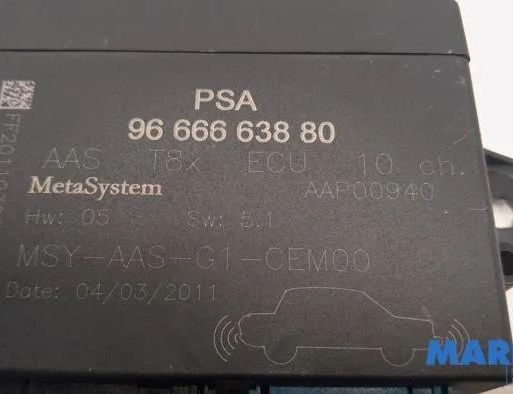 PSA
96 666 638 80
AAS T8x ECU 10 ch.
MetaSystem AAP00940
Hw: 05 Sw: 5.1
MSY-AAS-G1-CEM00
Date: 04/03/2011
MAR